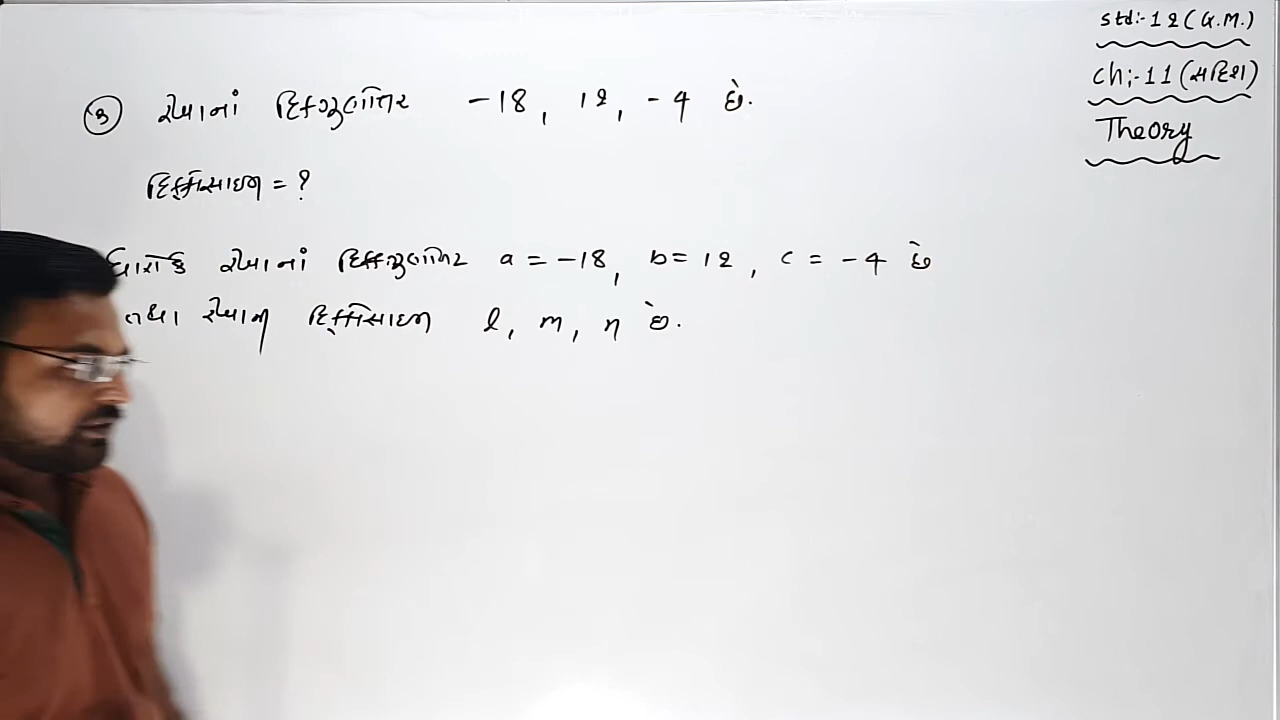 ③ રેખાનાં દિક્ગુણોત્તર -18, 12, -4 છે.
દિક્કોસાઇન = ?
ધારોકે રેખાનાં દિક્ગુણોત્તર a = -18, b = 12, c = -4 છે
તથા રેખાની દિક્કોસાઇન l, m, n છે.
std:-12(G.M.)
ch:-11(સદિશ)
Theory